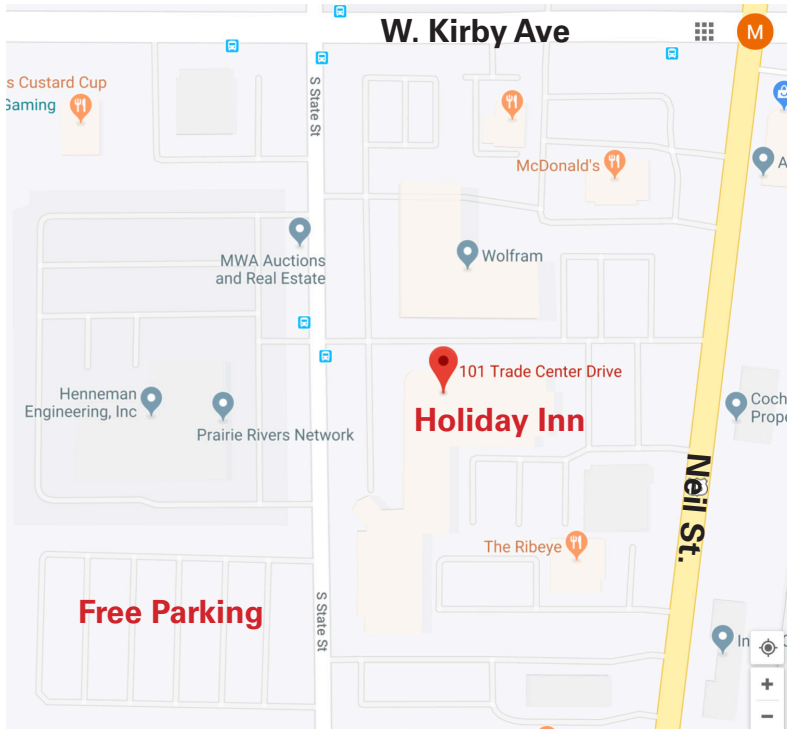 W. Kirby Ave
M
s Custard Cup
Gaming
S State St
McDonald's
A
MWA Auctions
and Real Estate
Wolfram
101 Trade Center Drive
Holiday Inn
Henneman
Engineering, Inc
Prairie Rivers Network
Coch
Prope
Neil St.
The Ribeye
Free Parking
S State St
In
+
−